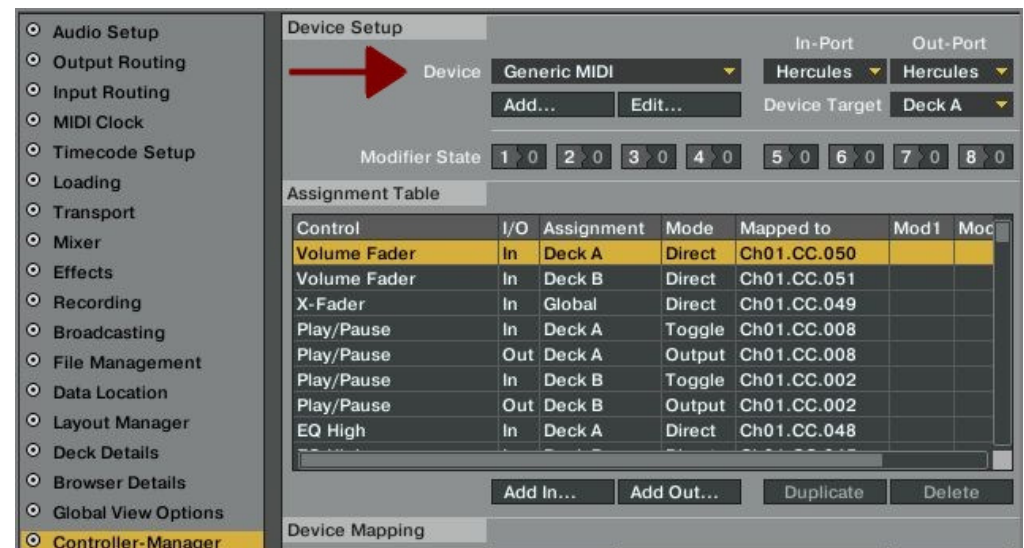 Audio Setup
Output Routing
Input Routing
MIDI Clock
Timecode Setup
Loading
Transport
Mixer
Effects
Recording
Broadcasting
File Management
Data Location
Layout Manager
Deck Details
Browser Details
Global View Options
Controller-Manager
Device Setup
In-Port Out-Port
Device Generic MIDI Hercules Hercules
Add... Edit... Device Target Deck A
Modifier State 1 0 2 0 3 0 4 0 5 0 6 0 7 0 8 0
Assignment Table
Control I/O Assignment Mode Mapped to Mod1 Mod
Volume Fader In Deck A Direct Ch01.CC.050
Volume Fader In Deck B Direct Ch01.CC.051
X-Fader In Global Direct Ch01.CC.049
Play/Pause In Deck A Toggle Ch01.CC.008
Play/Pause Out Deck A Output Ch01.CC.008
Play/Pause In Deck B Toggle Ch01.CC.002
Play/Pause Out Deck B Output Ch01.CC.002
EQ High In Deck A Direct Ch01.CC.048
Add In... Add Out... Duplicate Delete
Device Mapping